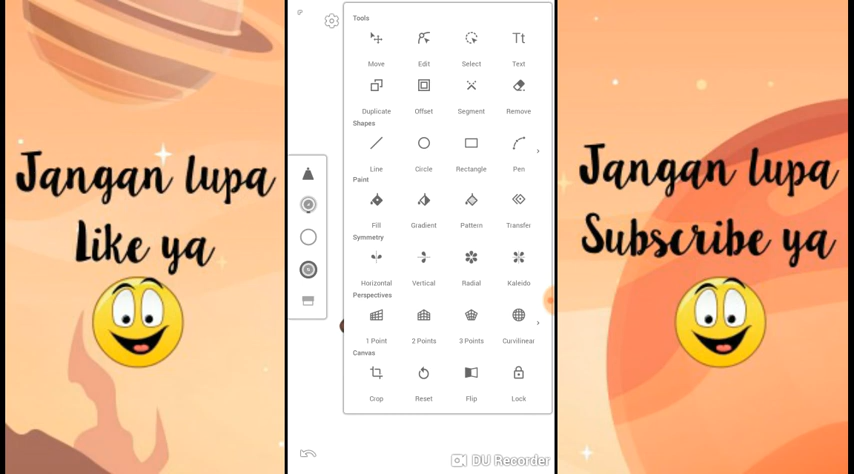 Jangan lupa
Like ya
Tools
Move Edit Select Text
Duplicate Offset Segment Remove
Shapes
Line Circle Rectangle Pen
Paint
Fill Gradient Pattern Transfer
Symmetry
Horizontal Vertical Radial Kaleido
Perspectives
1 Point 2 Points 3 Points Curvilinear
Canvas
Crop Reset Flip Lock
DU Recorder
Jangan lupa
Subscribe ya